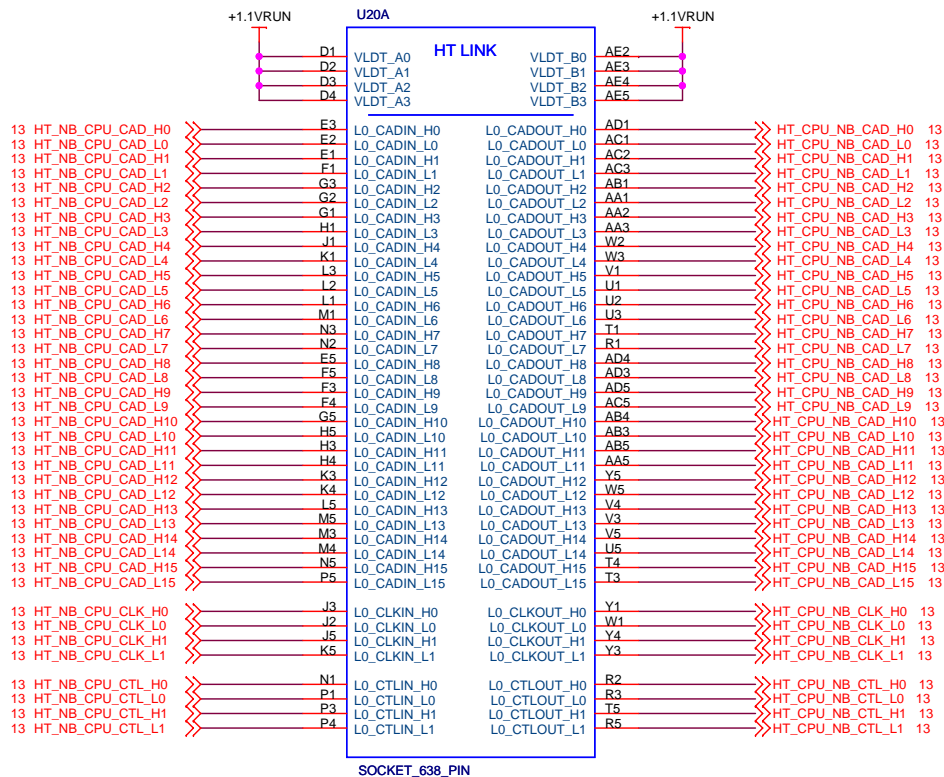 +1.1VRUN U20A +1.1VRUN
HT LINK
D1 VLDT_A0 VLDT_B0 AE2
D2 VLDT_A1 VLDT_B1 AE3
D3 VLDT_A2 VLDT_B2 AE4
D4 VLDT_A3 VLDT_B3 AE5
13 HT_NB_CPU_CAD_H0 E3 L0_CADIN_H0 L0_CADOUT_H0 AD1 HT_CPU_NB_CAD_H0 13
13 HT_NB_CPU_CAD_L0 E2 L0_CADIN_L0 L0_CADOUT_L0 AC1 HT_CPU_NB_CAD_L0 13
13 HT_NB_CPU_CAD_H1 E1 L0_CADIN_H1 L0_CADOUT_H1 AC2 HT_CPU_NB_CAD_H1 13
13 HT_NB_CPU_CAD_L1 F1 L0_CADIN_L1 L0_CADOUT_L1 AC3 HT_CPU_NB_CAD_L1 13
13 HT_NB_CPU_CAD_H2 G3 L0_CADIN_H2 L0_CADOUT_H2 AB1 HT_CPU_NB_CAD_H2 13
13 HT_NB_CPU_CAD_L2 G2 L0_CADIN_L2 L0_CADOUT_L2 AA1 HT_CPU_NB_CAD_L2 13
13 HT_NB_CPU_CAD_H3 G1 L0_CADIN_H3 L0_CADOUT_H3 AA2 HT_CPU_NB_CAD_H3 13
13 HT_NB_CPU_CAD_L3 H1 L0_CADIN_L3 L0_CADOUT_L3 AA3 HT_CPU_NB_CAD_L3 13
13 HT_NB_CPU_CAD_H4 J1 L0_CADIN_H4 L0_CADOUT_H4 W2 HT_CPU_NB_CAD_H4 13
13 HT_NB_CPU_CAD_L4 K1 L0_CADIN_L4 L0_CADOUT_L4 W3 HT_CPU_NB_CAD_L4 13
13 HT_NB_CPU_CAD_H5 L3 L0_CADIN_H5 L0_CADOUT_H5 V1 HT_CPU_NB_CAD_H5 13
13 HT_NB_CPU_CAD_L5 L2 L0_CADIN_L5 L0_CADOUT_L5 U1 HT_CPU_NB_CAD_L5 13
13 HT_NB_CPU_CAD_H6 L1 L0_CADIN_H6 L0_CADOUT_H6 U2 HT_CPU_NB_CAD_H6 13
13 HT_NB_CPU_CAD_L6 M1 L0_CADIN_L6 L0_CADOUT_L6 U3 HT_CPU_NB_CAD_L6 13
13 HT_NB_CPU_CAD_H7 N3 L0_CADIN_H7 L0_CADOUT_H7 T1 HT_CPU_NB_CAD_H7 13
13 HT_NB_CPU_CAD_L7 N2 L0_CADIN_L7 L0_CADOUT_L7 R1 HT_CPU_NB_CAD_L7 13
13 HT_NB_CPU_CAD_H8 E5 L0_CADIN_H8 L0_CADOUT_H8 AD4 HT_CPU_NB_CAD_H8 13
13 HT_NB_CPU_CAD_L8 F5 L0_CADIN_L8 L0_CADOUT_L8 AD3 HT_CPU_NB_CAD_L8 13
13 HT_NB_CPU_CAD_H9 F3 L0_CADIN_H9 L0_CADOUT_H9 AD5 HT_CPU_NB_CAD_H9 13
13 HT_NB_CPU_CAD_L9 F4 L0_CADIN_L9 L0_CADOUT_L9 AC5 HT_CPU_NB_CAD_L9 13
13 HT_NB_CPU_CAD_H10 G5 L0_CADIN_H10 L0_CADOUT_H10 AB4 HT_CPU_NB_CAD_H10 13
13 HT_NB_CPU_CAD_L10 H5 L0_CADIN_L10 L0_CADOUT_L10 AB3 HT_CPU_NB_CAD_L10 13
13 HT_NB_CPU_CAD_H11 H3 L0_CADIN_H11 L0_CADOUT_H11 AB5 HT_CPU_NB_CAD_H11 13
13 HT_NB_CPU_CAD_L11 H4 L0_CADIN_L11 L0_CADOUT_L11 AA5 HT_CPU_NB_CAD_L11 13
13 HT_NB_CPU_CAD_H12 K3 L0_CADIN_H12 L0_CADOUT_H12 Y5 HT_CPU_NB_CAD_H12 13
13 HT_NB_CPU_CAD_L12 K4 L0_CADIN_L12 L0_CADOUT_L12 W5 HT_CPU_NB_CAD_L12 13
13 HT_NB_CPU_CAD_H13 L5 L0_CADIN_H13 L0_CADOUT_H13 V4 HT_CPU_NB_CAD_H13 13
13 HT_NB_CPU_CAD_L13 M5 L0_CADIN_L13 L0_CADOUT_L13 V3 HT_CPU_NB_CAD_L13 13
13 HT_NB_CPU_CAD_H14 M3 L0_CADIN_H14 L0_CADOUT_H14 V5 HT_CPU_NB_CAD_H14 13
13 HT_NB_CPU_CAD_L14 M4 L0_CADIN_L14 L0_CADOUT_L14 U5 HT_CPU_NB_CAD_L14 13
13 HT_NB_CPU_CAD_H15 N5 L0_CADIN_H15 L0_CADOUT_H15 T4 HT_CPU_NB_CAD_H15 13
13 HT_NB_CPU_CAD_L15 P5 L0_CADIN_L15 L0_CADOUT_L15 T3 HT_CPU_NB_CAD_L15 13
13 HT_NB_CPU_CLK_H0 J3 L0_CLKIN_H0 L0_CLKOUT_H0 Y1 HT_CPU_NB_CLK_H0 13
13 HT_NB_CPU_CLK_L0 J2 L0_CLKIN_L0 L0_CLKOUT_L0 W1 HT_CPU_NB_CLK_L0 13
13 HT_NB_CPU_CLK_H1 J5 L0_CLKIN_H1 L0_CLKOUT_H1 Y4 HT_CPU_NB_CLK_H1 13
13 HT_NB_CPU_CLK_L1 K5 L0_CLKIN_L1 L0_CLKOUT_L1 Y3 HT_CPU_NB_CLK_L1 13
13 HT_NB_CPU_CTL_H0 N1 L0_CTLIN_H0 L0_CTLOUT_H0 R2 HT_CPU_NB_CTL_H0 13
13 HT_NB_CPU_CTL_L0 P1 L0_CTLIN_L0 L0_CTLOUT_L0 R3 HT_CPU_NB_CTL_L0 13
13 HT_NB_CPU_CTL_H1 P3 L0_CTLIN_H1 L0_CTLOUT_H1 T5 HT_CPU_NB_CTL_H1 13
13 HT_NB_CPU_CTL_L1 P4 L0_CTLIN_L1 L0_CTLOUT_L1 R5 HT_CPU_NB_CTL_L1 13
SOCKET_638_PIN